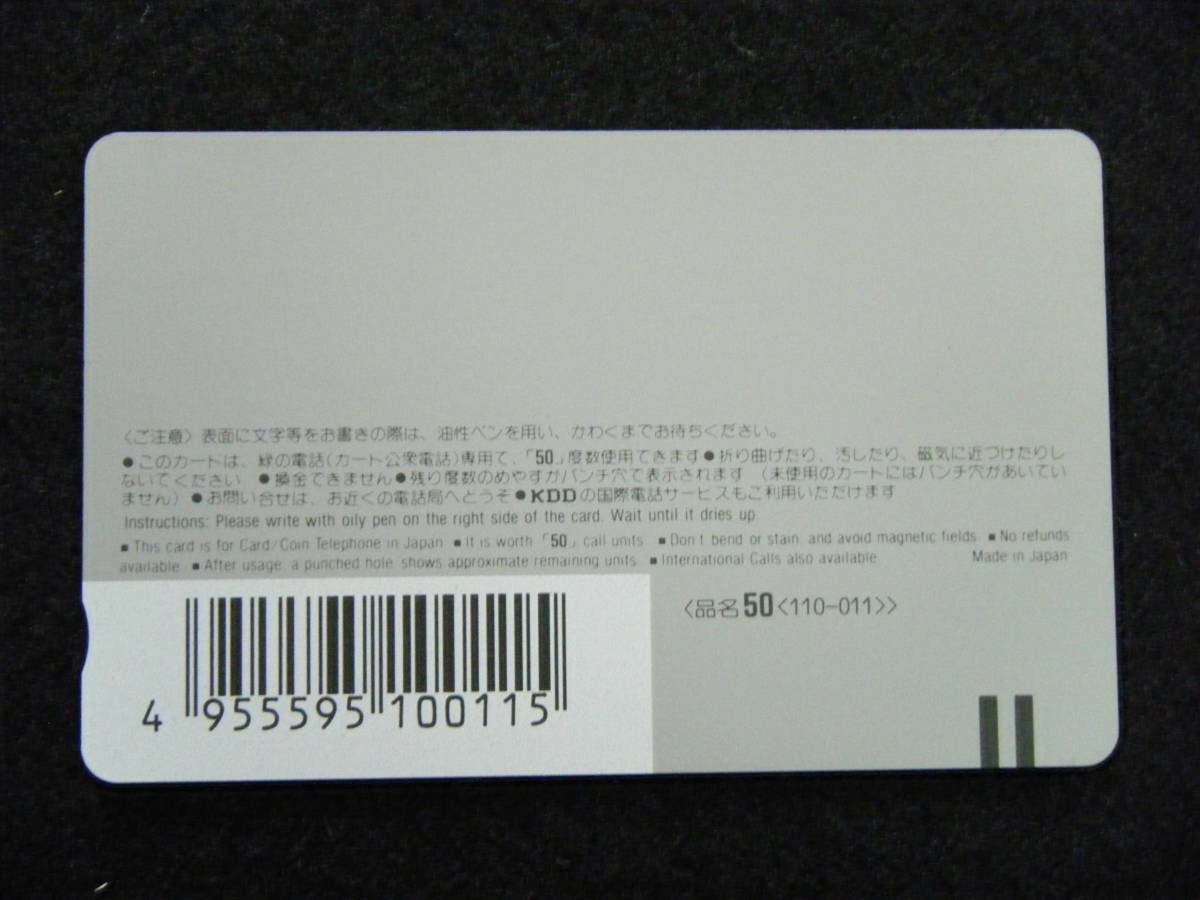 〈ご注意〉表面に文字等をお書きの際は、油性ペンを用い、かわくまでお待ちください。
●このカードは、緑の電話(カード公衆電話)専用で、「50」度数使用できます●折り曲げたり、汚したり、磁気に近づけたりし
ないでください ●換金できません●残り度数のめやすがパンチ穴で表示されます (未使用のカードにはパンチ穴があいてい
ません) ●お問い合せは、お近くの電話局へどうぞ●KDDの国際電話サービスもご利用いただけます
Instructions: Please write with oily pen on the right side of the card. Wait until it dries up
■ This card is for Card/Coin Telephone in Japan ■ It is worth「50」call units ■ Don't bend or stain, and avoid magnetic fields ■ No refunds
available ■ After usage, a punched hole shows approximate remaining units ■ International Calls also available Made in Japan
〈品名50<110-011>〉
4 955595 100115